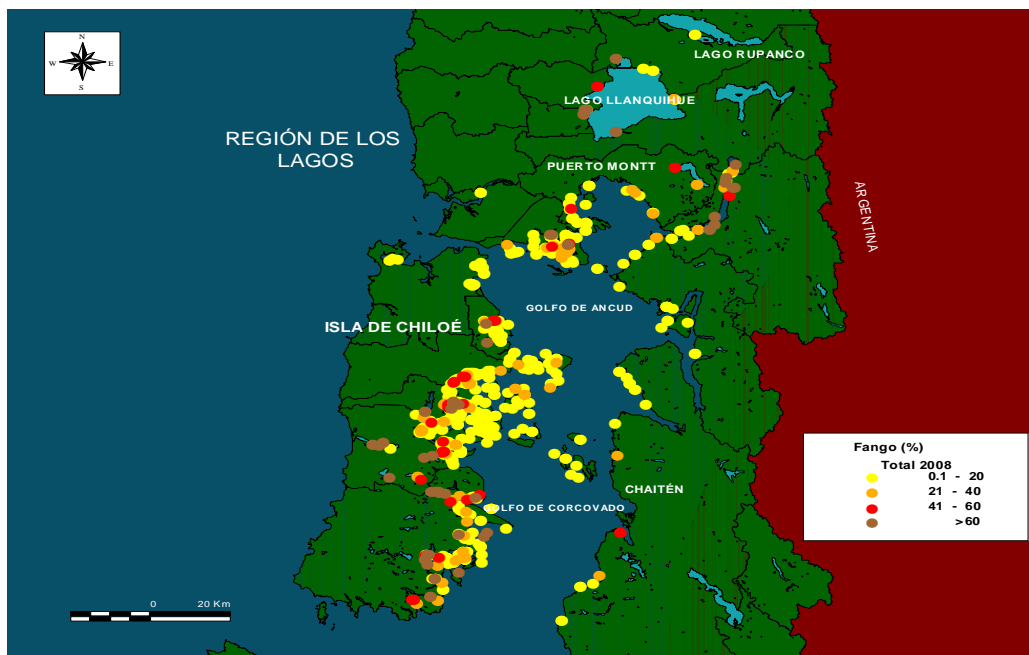 N
W E
S
LAGO RUPANCO
LAGO LLANQUIHUE
REGIÓN DE LOS
LAGOS
PUERTO MONTT
ARGENTINA
GOLFO DE ANCUD
ISLA DE CHILOÉ
Fango (%)
Total 2008
0.1 - 20
21 - 40
41 - 60
>60
CHAITÉN
GOLFO DE CORCOVADO
0 20 Km